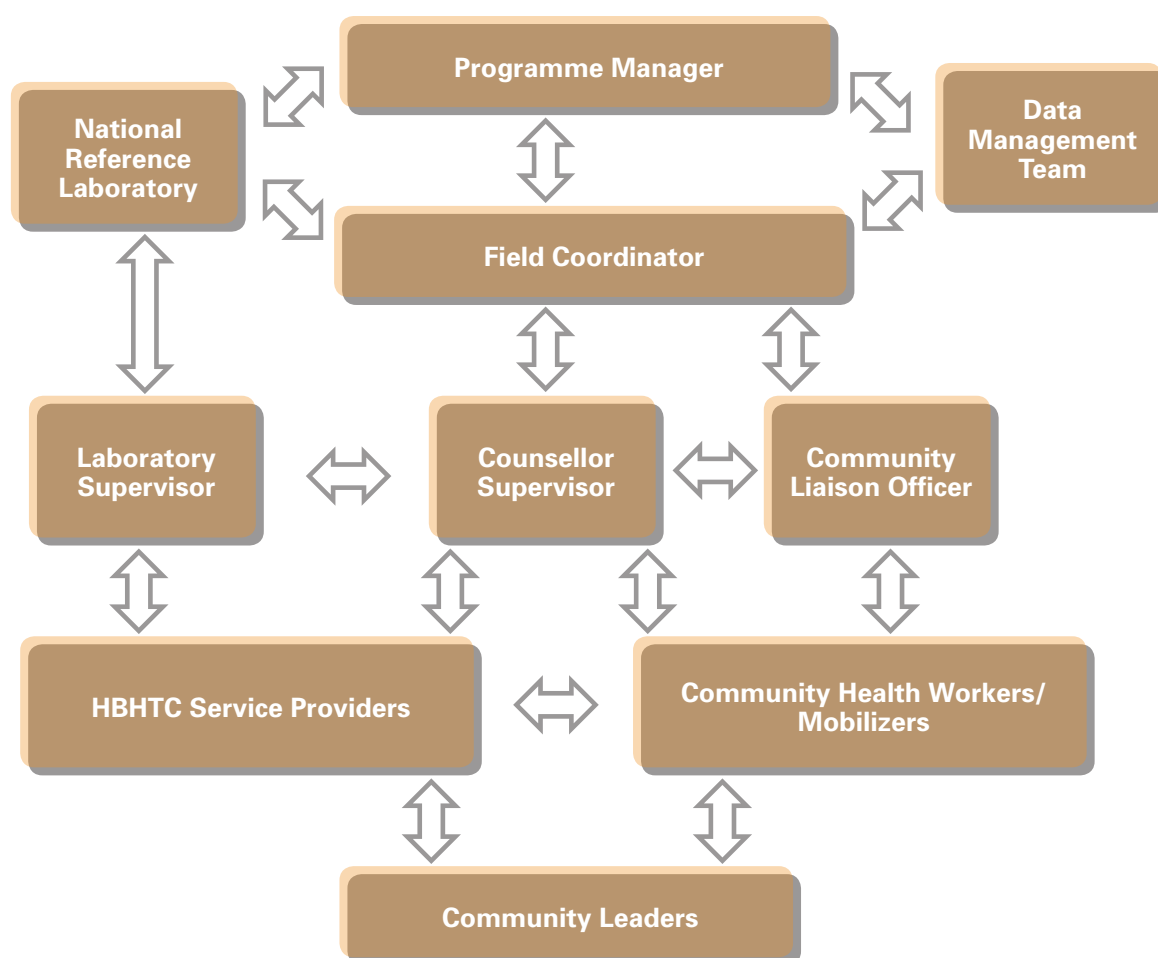 Programme Manager
National
Reference
Laboratory
Data
Management
Team
Field Coordinator
Laboratory
Supervisor
Counsellor
Supervisor
Community
Liaison Officer
HBHTC Service Providers
Community Health Workers/
Mobilizers
Community Leaders